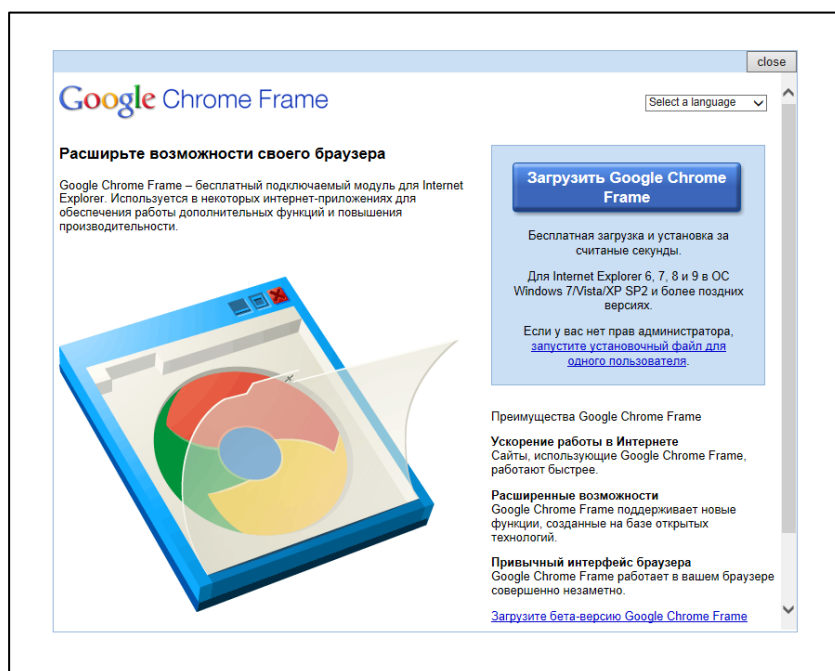 close
Google Chrome Frame
Select a language
Расширьте возможности своего браузера
Google Chrome Frame – бесплатный подключаемый модуль для Internet
Explorer. Используется в некоторых интернет-приложениях для
обеспечения работы дополнительных функций и повышения
производительности.
Загрузить Google Chrome
Frame
Бесплатная загрузка и установка за
считаные секунды.
Для Internet Explorer 6, 7, 8 и 9 в ОС
Windows 7/Vista/XP SP2 и более поздних
версиях.
Если у вас нет прав администратора,
запустите установочный файл для
одного пользователя.
Преимущества Google Chrome Frame
Ускорение работы в Интернете
Сайты, использующие Google Chrome Frame,
работают быстрее.
Расширенные возможности
Google Chrome Frame поддерживает новые
функции, созданные на базе открытых
технологий.
Привычный интерфейс браузера
Google Chrome Frame работает в вашем браузере
совершенно незаметно.
Загрузите бета-версию Google Chrome Frame